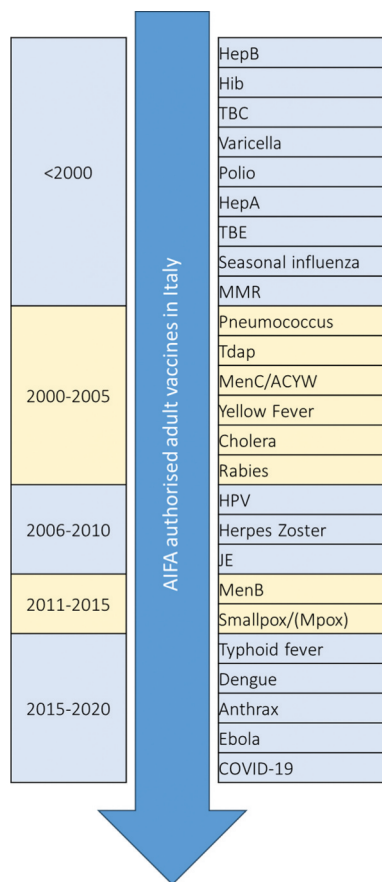 <2000
HepB
Hib
TBC
Varicella
Polio
HepA
TBE
Seasonal influenza
MMR
2000-2005
Pneumococcus
Tdap
MenC/ACYW
Yellow Fever
Cholera
Rabies
2006-2010
HPV
Herpes Zoster
JE
2011-2015
MenB
Smallpox/(Mpox)
2015-2020
Typhoid fever
Dengue
Anthrax
Ebola
COVID-19
AIFA authorised adult vaccines in Italy